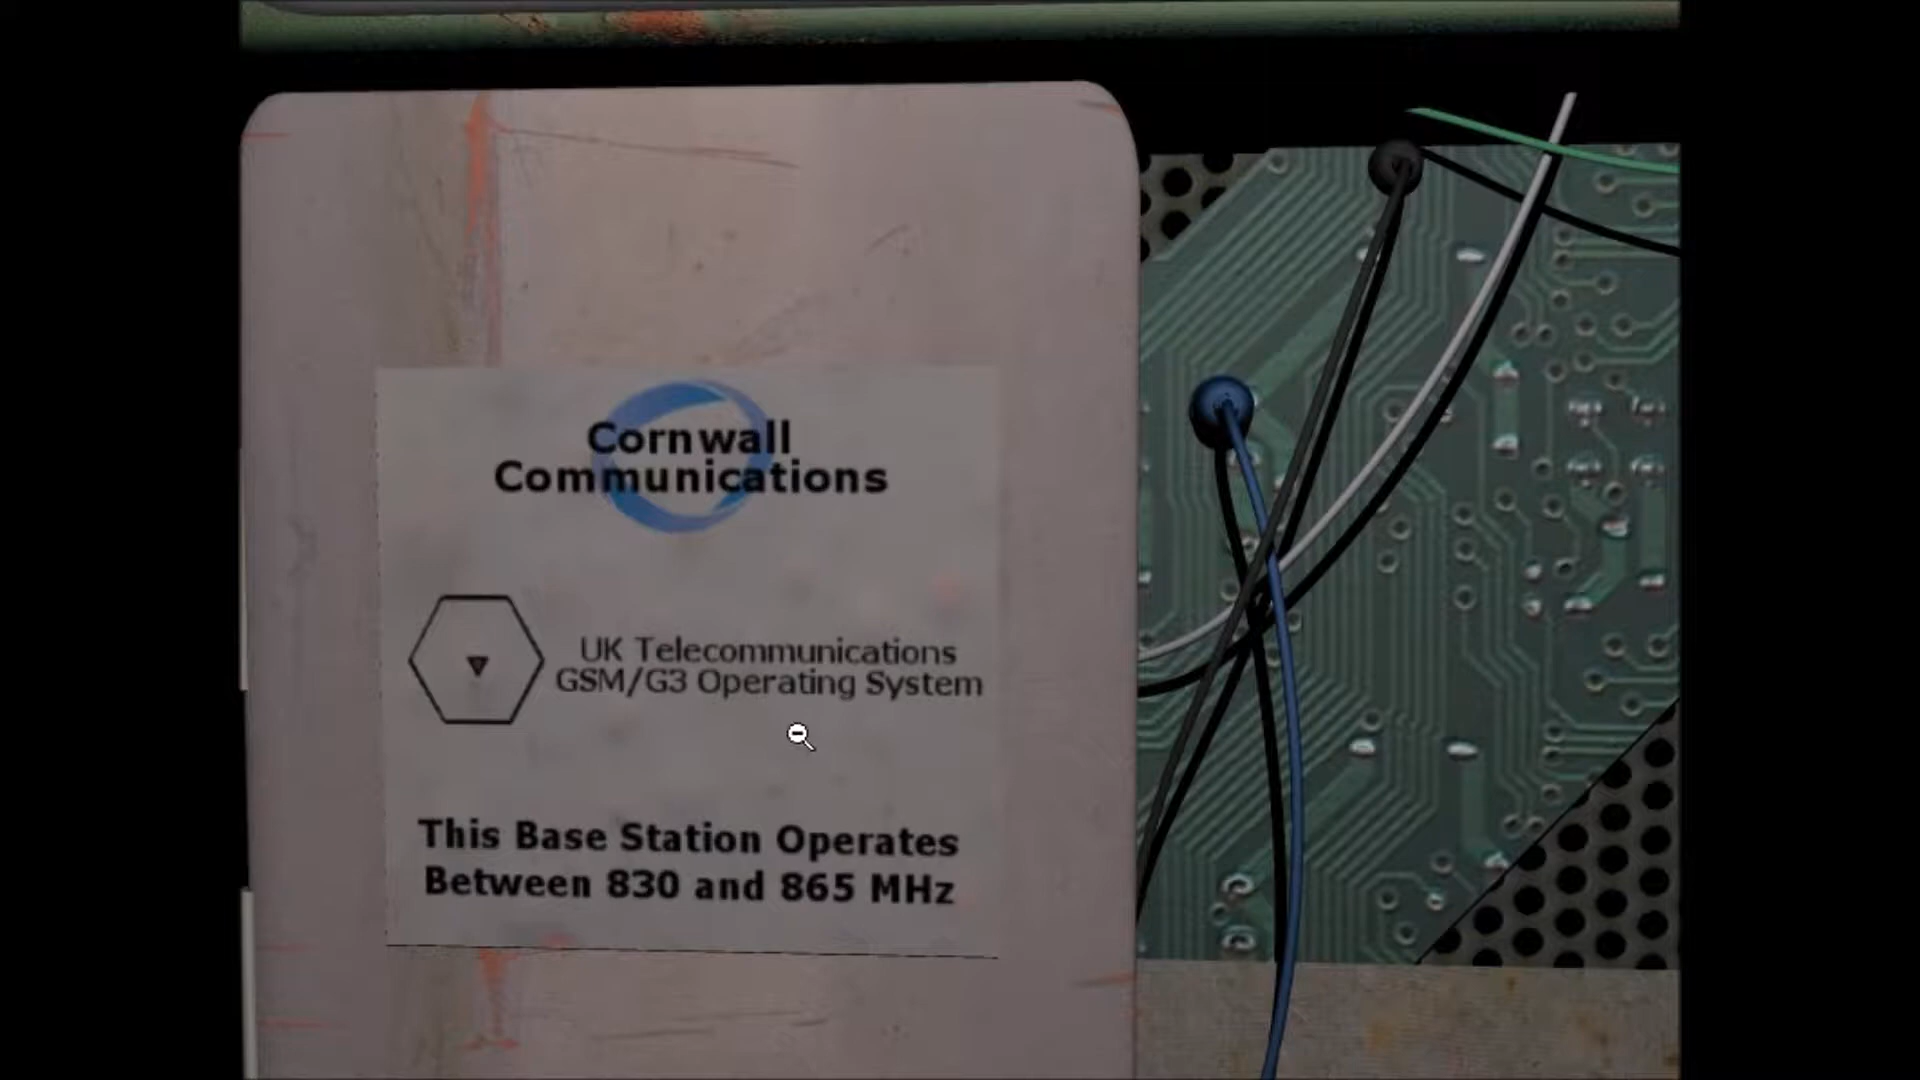 Cornwall
Communications
UK Telecommunications
GSM/G3 Operating System
This Base Station Operates
Between 830 and 865 MHz